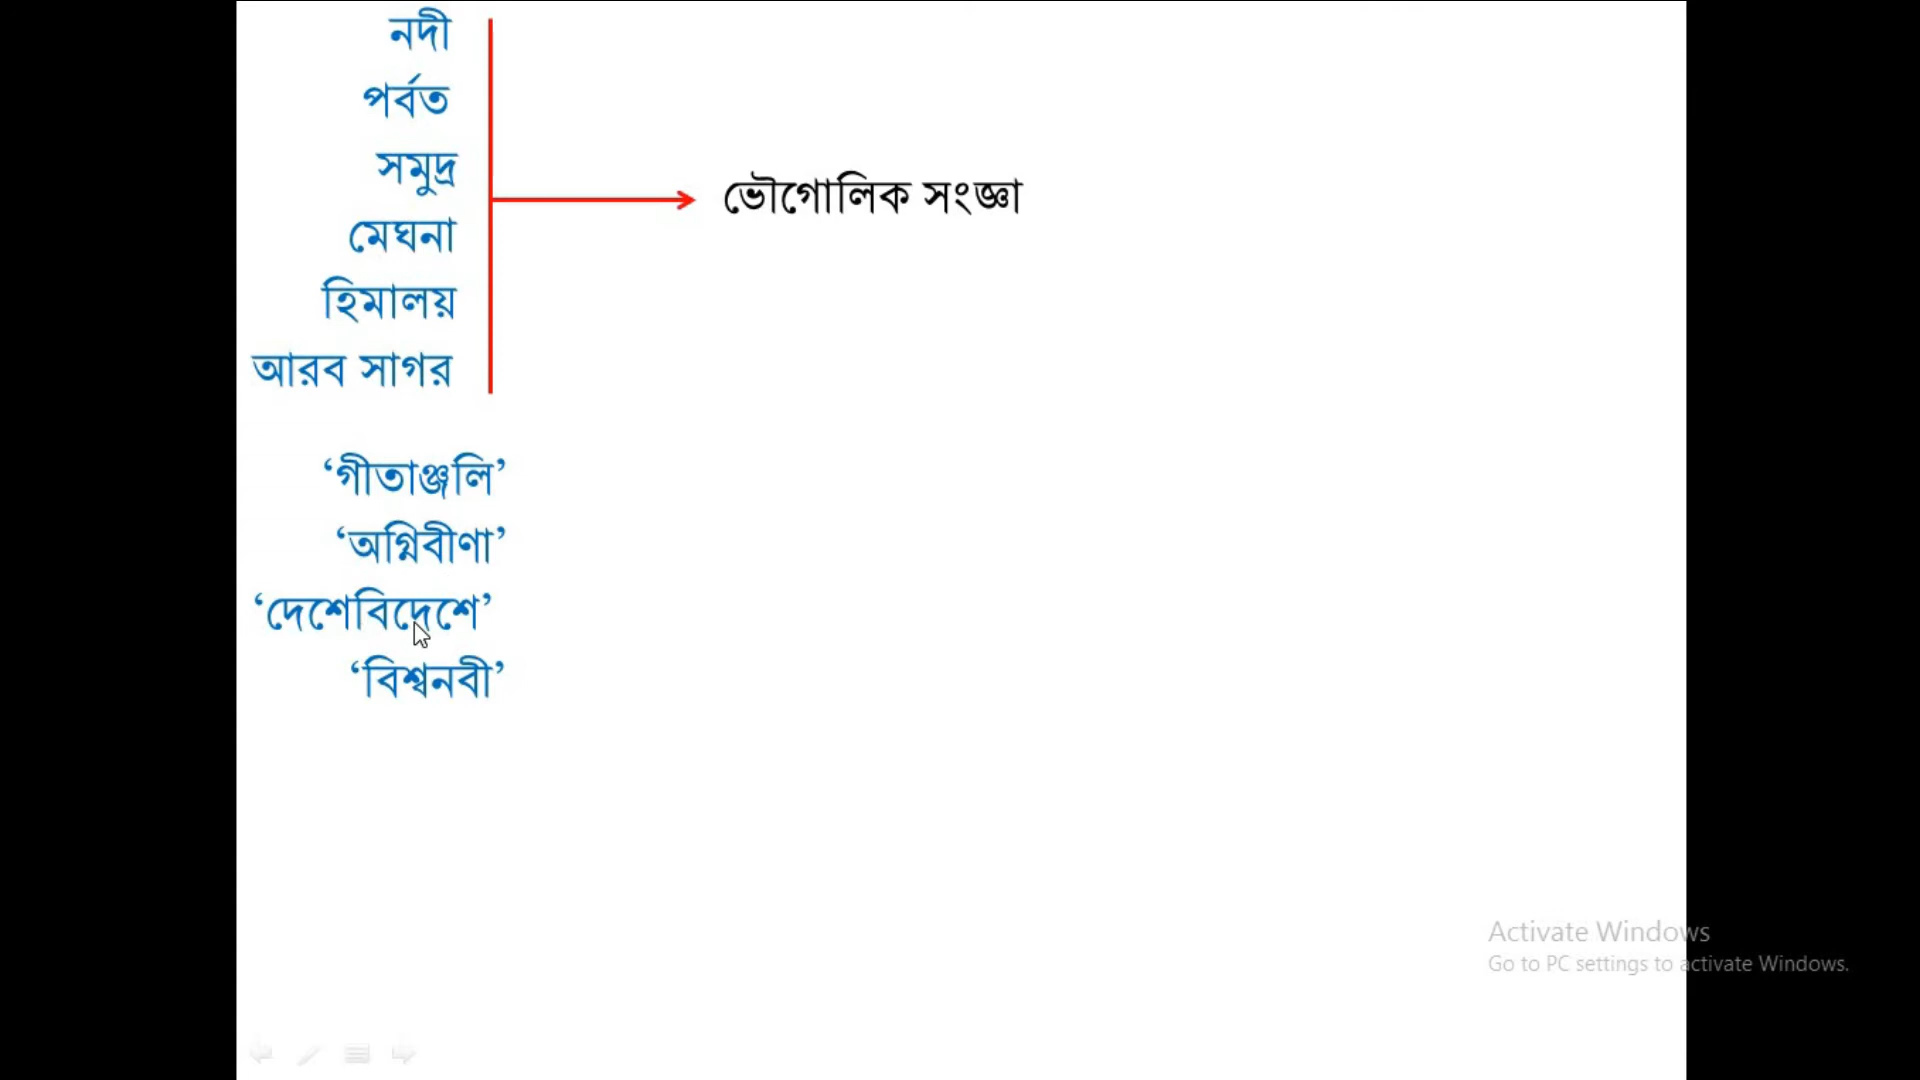 নদী
পর্বত
সমুদ্র
ভৌগোলিক সংজ্ঞা
মেঘনা
হিমালয়
আরব সাগর
‘গীতাঞ্জলি’
‘অগ্নিবীণা’
‘দেশেবিদেশে’
‘বিশ্বনবী’
Activate Windows
Go to PC settings to activate Windows.